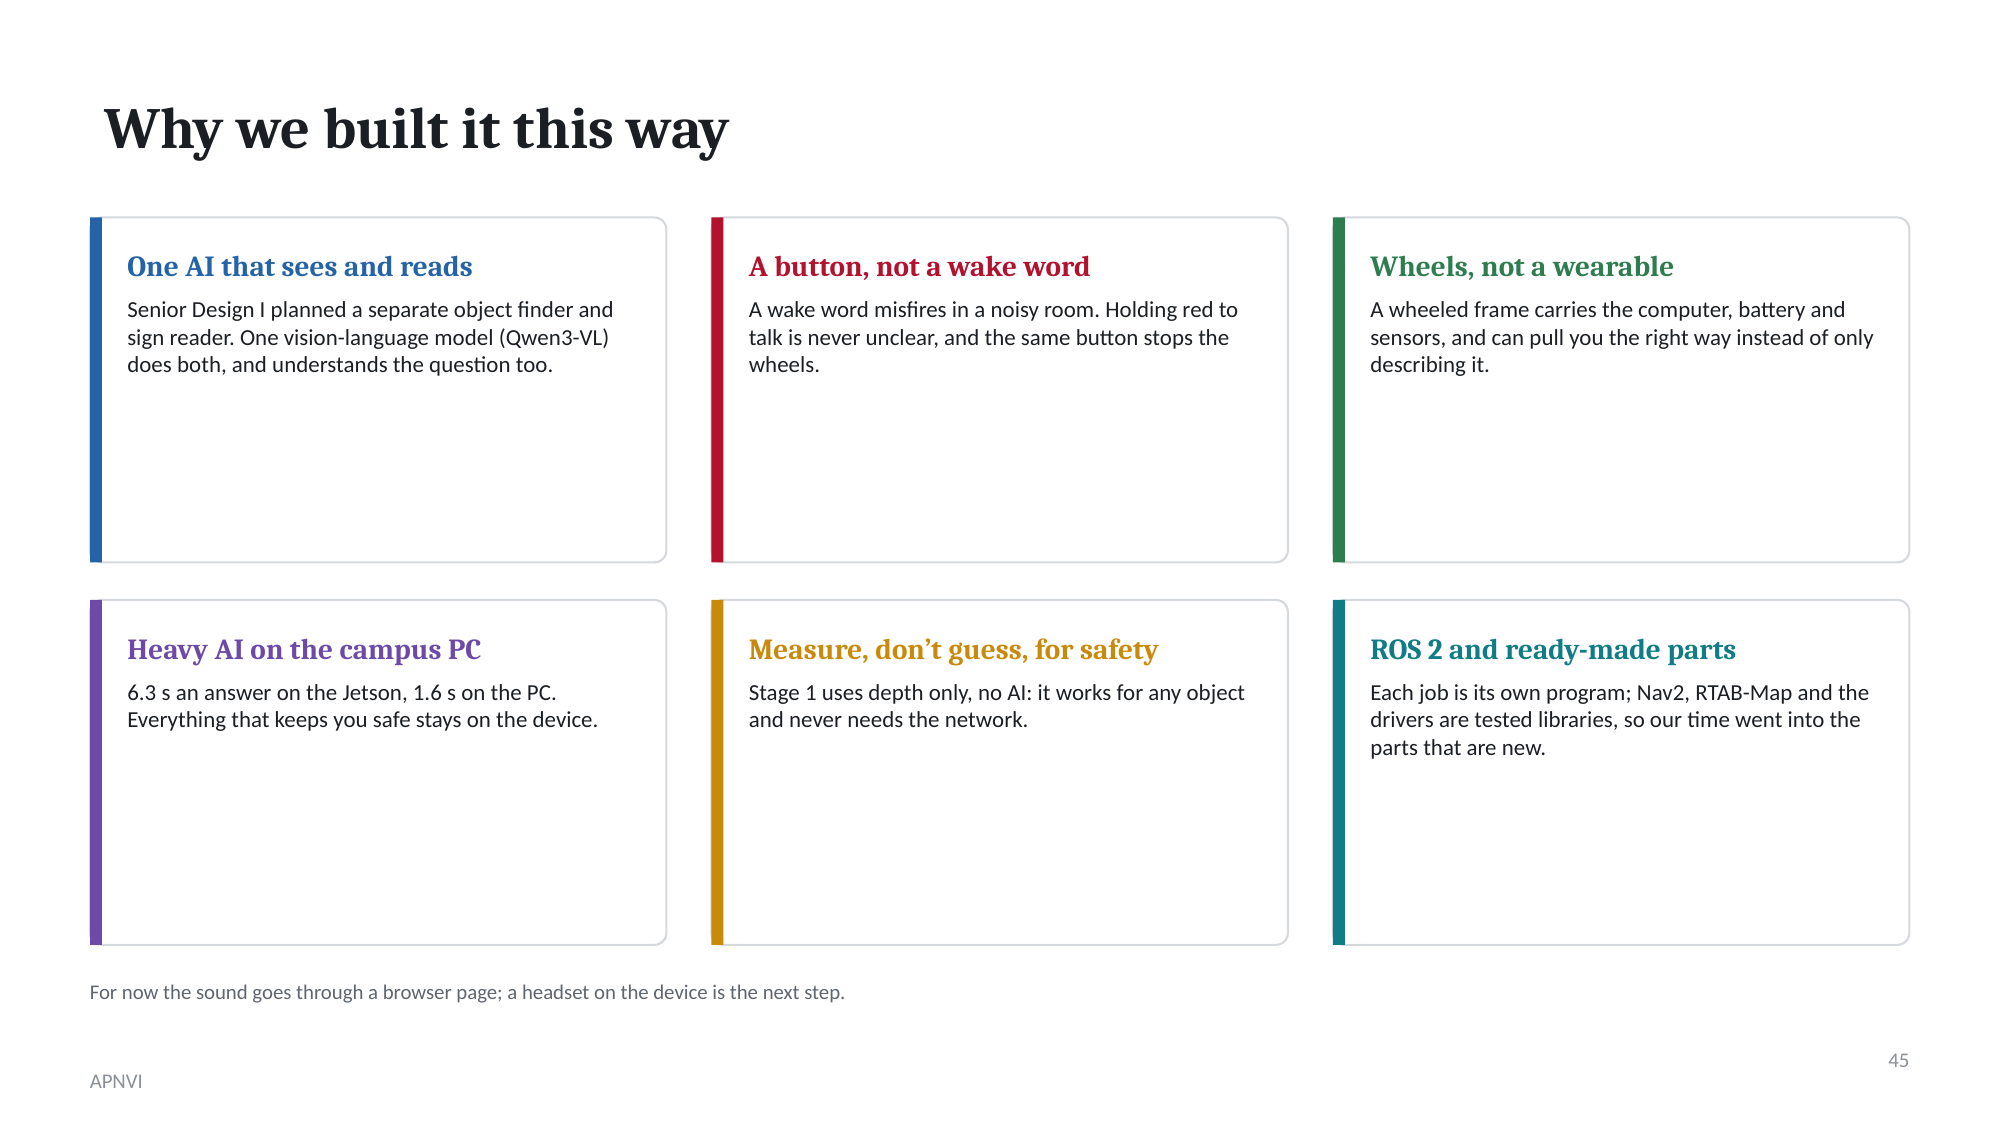 Why we built it this way
One AI that sees and reads
Senior Design I planned a separate object finder and
sign reader. One vision-language model (Qwen3-VL)
does both, and understands the question too.
A button, not a wake word
A wake word misfires in a noisy room. Holding red to
talk is never unclear, and the same button stops the
wheels.
Wheels, not a wearable
A wheeled frame carries the computer, battery and
sensors, and can pull you the right way instead of only
describing it.
Heavy AI on the campus PC
6.3 s an answer on the Jetson, 1.6 s on the PC.
Everything that keeps you safe stays on the device.
Measure, don’t guess, for safety
Stage 1 uses depth only, no AI: it works for any object
and never needs the network.
ROS 2 and ready-made parts
Each job is its own program; Nav2, RTAB-Map and the
drivers are tested libraries, so our time went into the
parts that are new.
For now the sound goes through a browser page; a headset on the device is the next step.
45
APNVI